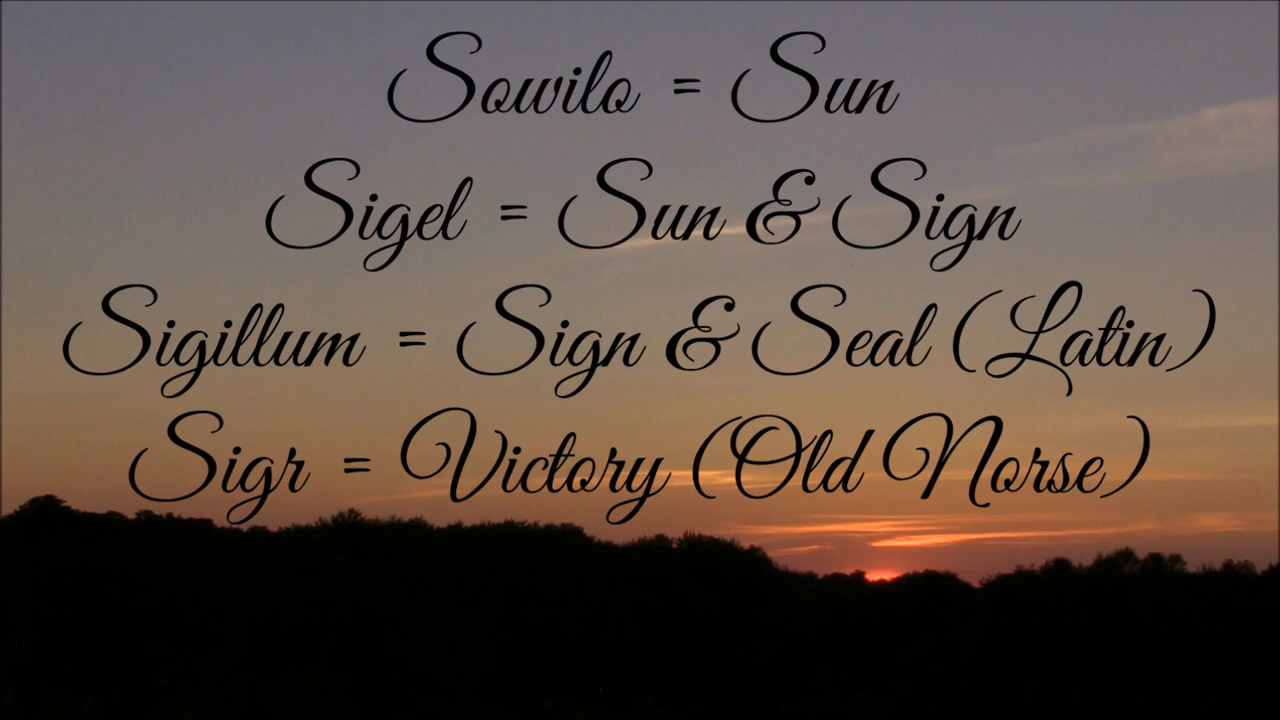 Sowilo = Sun
Sigel = Sun & Sign
Sigillum = Sign & Seal (Latin)
Sigr = Victory (Old Norse)